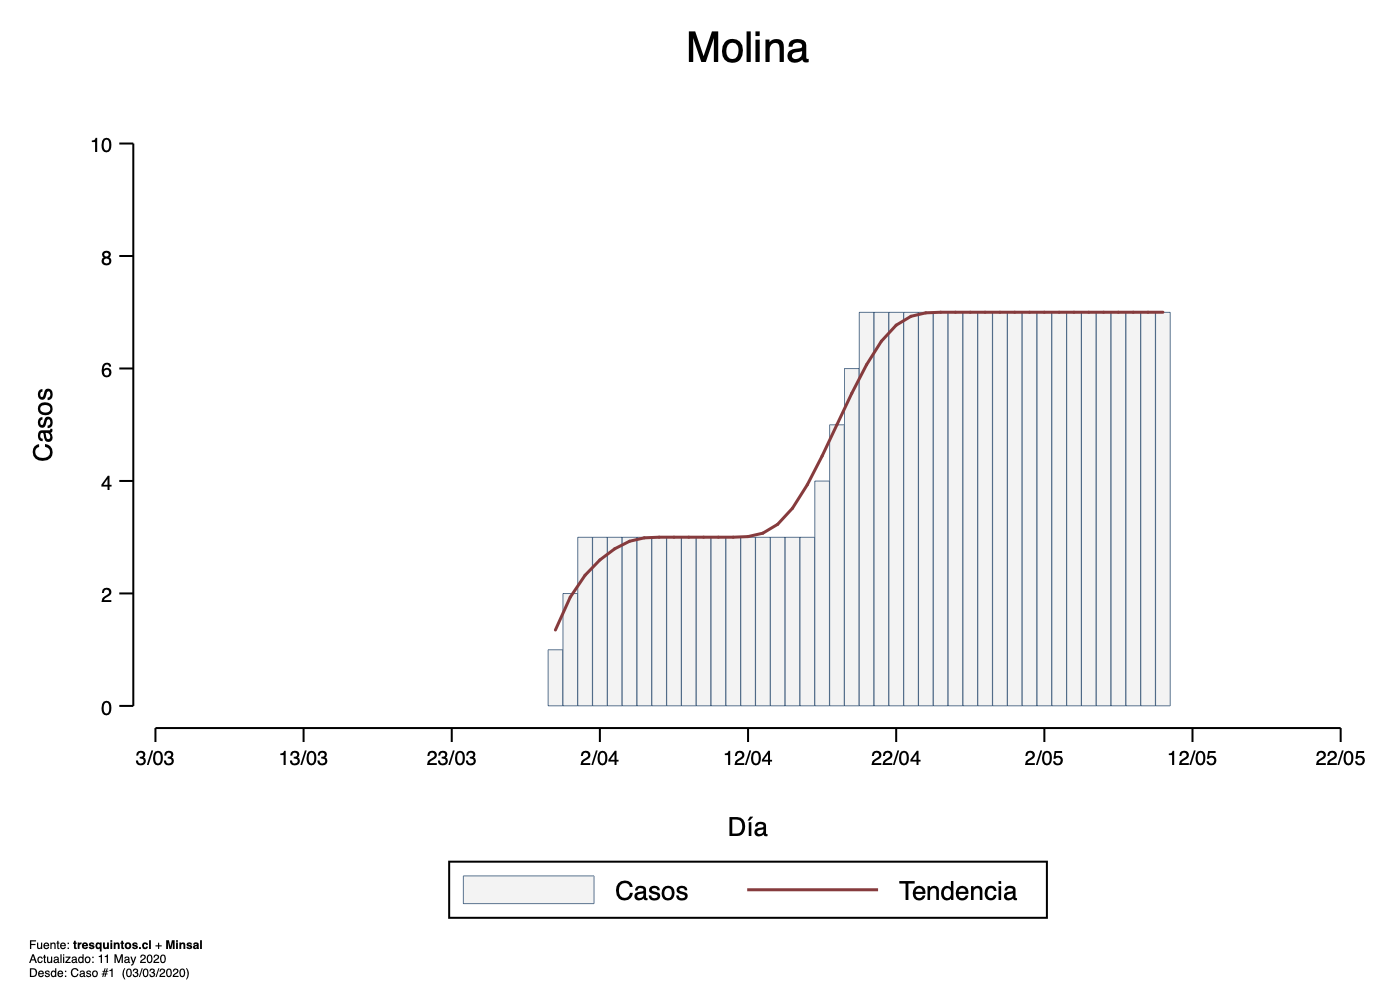 Molina
10
8
6
4
2
0
Casos
3/03 13/03 23/03 2/04 12/04 22/04 2/05 12/05 22/05
Día
Casos Tendencia
Fuente: tresquintos.cl + Minsal
Actualizado: 11 May 2020
Desde: Caso #1 (03/03/2020)